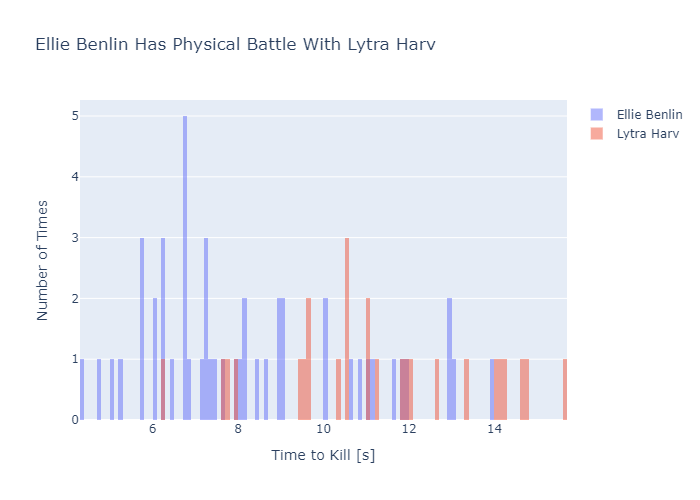 Ellie Benlin Has Physical Battle With Lytra Harv
Ellie Benlin
Lytra Harv
Number of Times
5
4
3
2
1
0
6 8 10 12 14
Time to Kill [s]